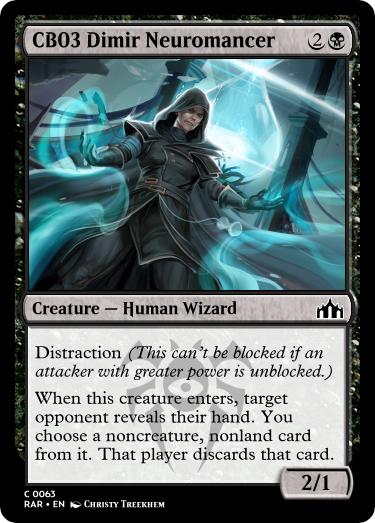 CB03 Dimir Neuromancer 2
Creature — Human Wizard
Distraction (This can't be blocked if an
attacker with greater power is unblocked.)
When this creature enters, target
opponent reveals their hand. You
choose a noncreature, nonland card
from it. That player discards that card.
2/1
C 0063
RAR • EN Christy Treekhem